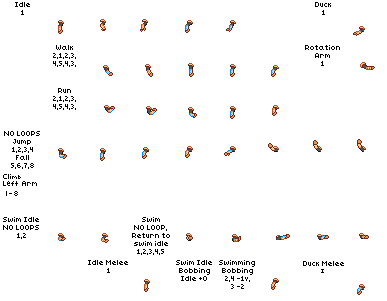 Idle
1
Duck
1
Walk
2,1,2,3,
4,5,4,3,
Rotation
Arm
1
Run
2,1,2,3,
4,5,4,3,
NO LOOPS
Jump
1,2,3,4
Fall
5,6,7,8
Climb
Left Arm
1-8
Swim Idle
NO LOOPS
1,2
Swim
NO LOOP,
Return to
swim idle
1,2,3,4,5
Idle Melee
1
Swim Idle
Bobbing
Idle +0
Swimming
Bobbing
2,4 -1v,
3 -2
Duck Melee
1